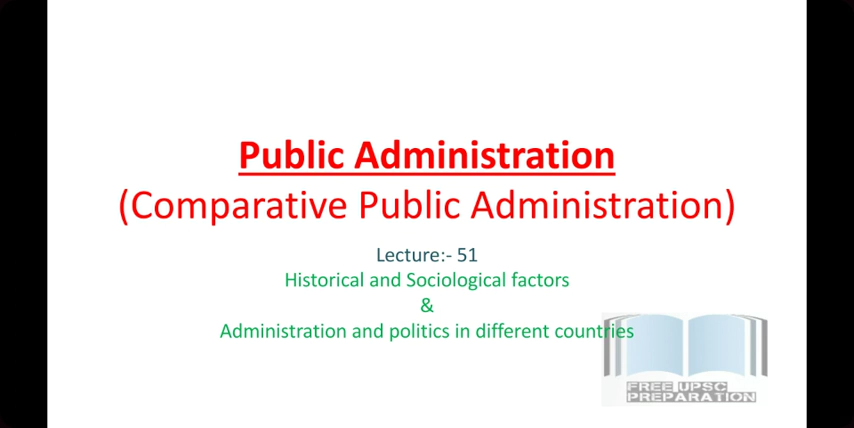 Public Administration
(Comparative Public Administration)
Lecture:- 51
Historical and Sociological factors
&
Administration and politics in different countries
FREE UPSC
PREPARATION